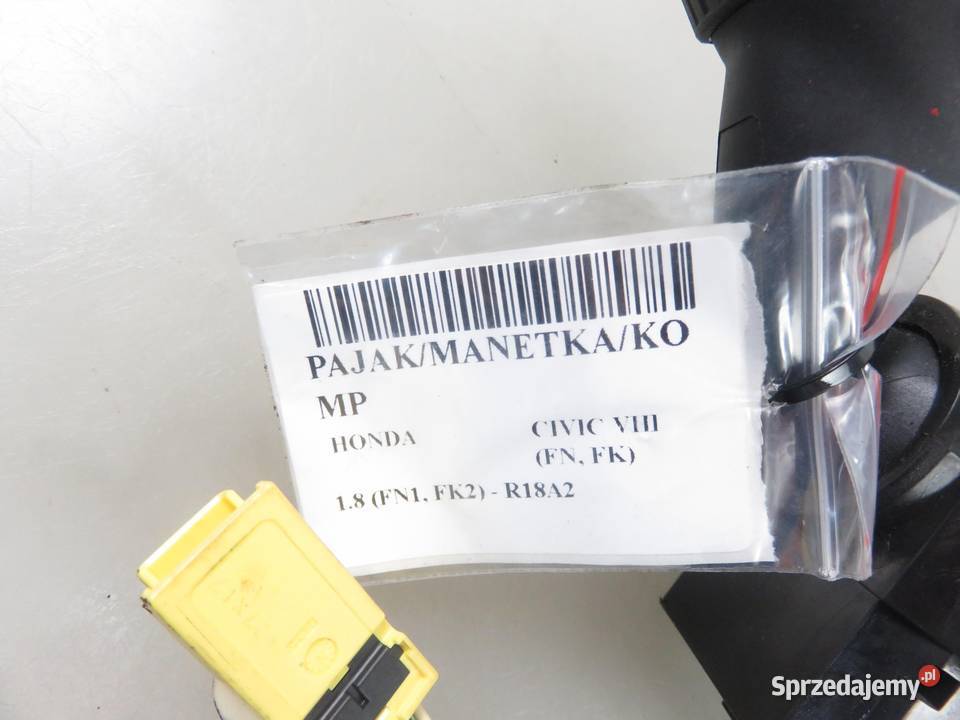 PAJAK/MANETKA/KO
MP
HONDA CIVIC VIII
(FN, FK)
1.8 (FN1, FK2) - R18A2
Sprzedajemy.pl